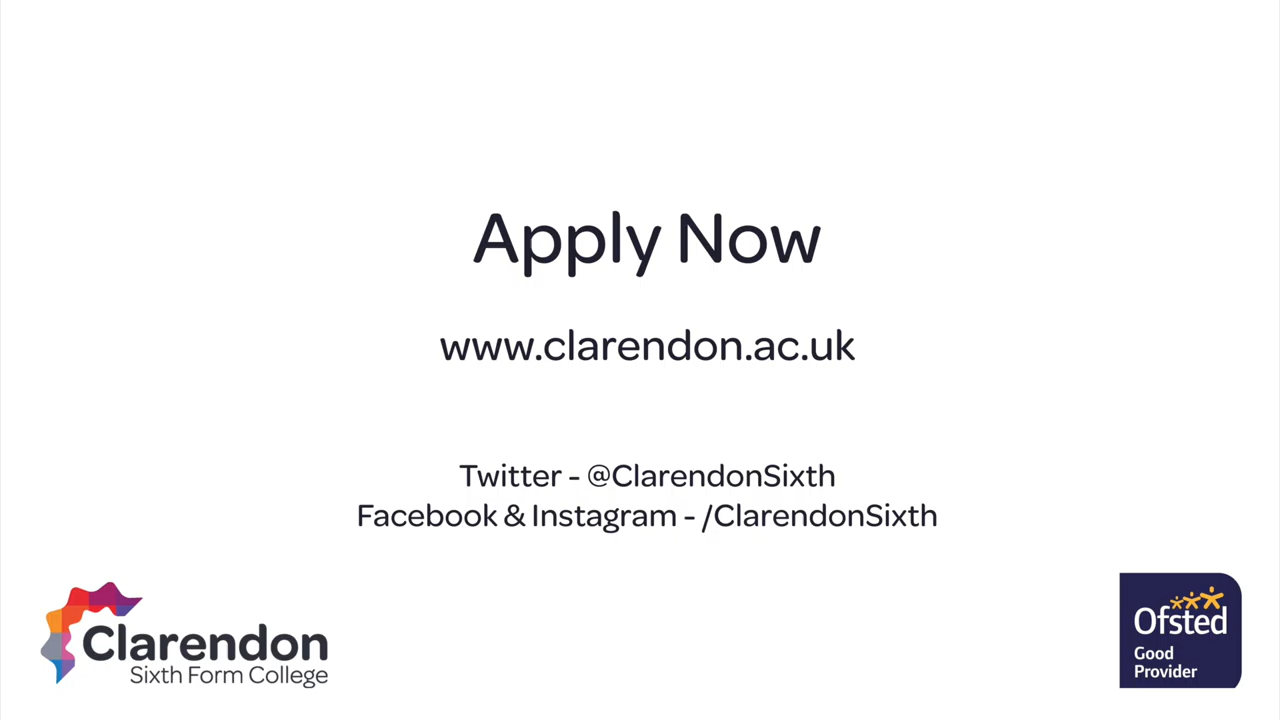 Apply Now
www.clarendon.ac.uk
Twitter - @ClarendonSixth
Facebook & Instagram - /ClarendonSixth
Clarendon
Sixth Form College
Ofsted
Good
Provider